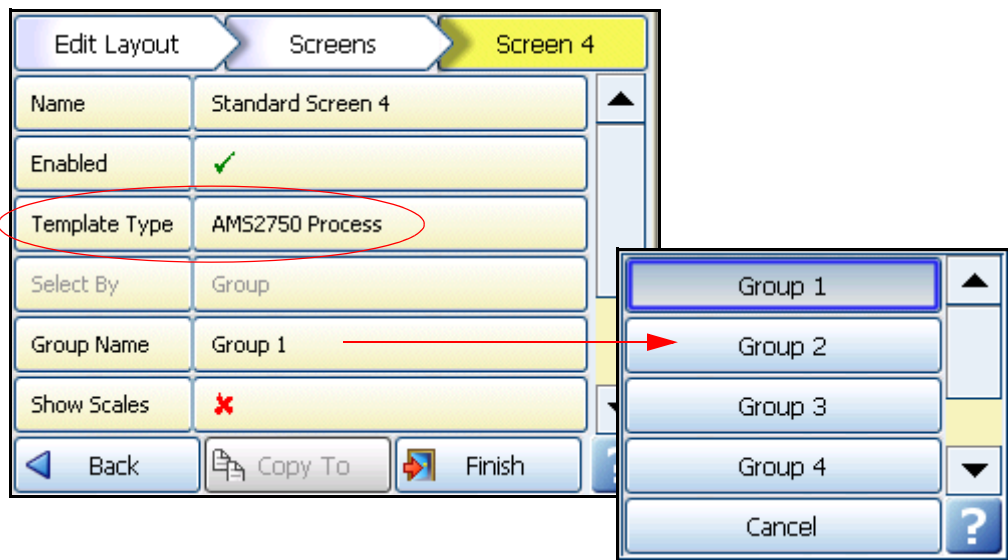 Edit Layout Screens Screen 4
Name Standard Screen 4
Enabled
Template Type AMS2750 Process
Select By Group
Group Name Group 1
Show Scales
Back Copy To Finish ?
Group 1
Group 2
Group 3
Group 4
Cancel ?